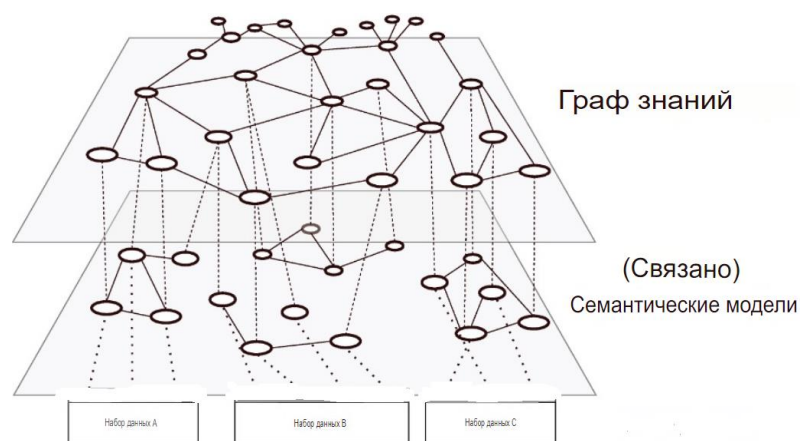 Граф знаний
(Связано)
Семантические модели
Набор данных A
Набор данных B
Набор данных C